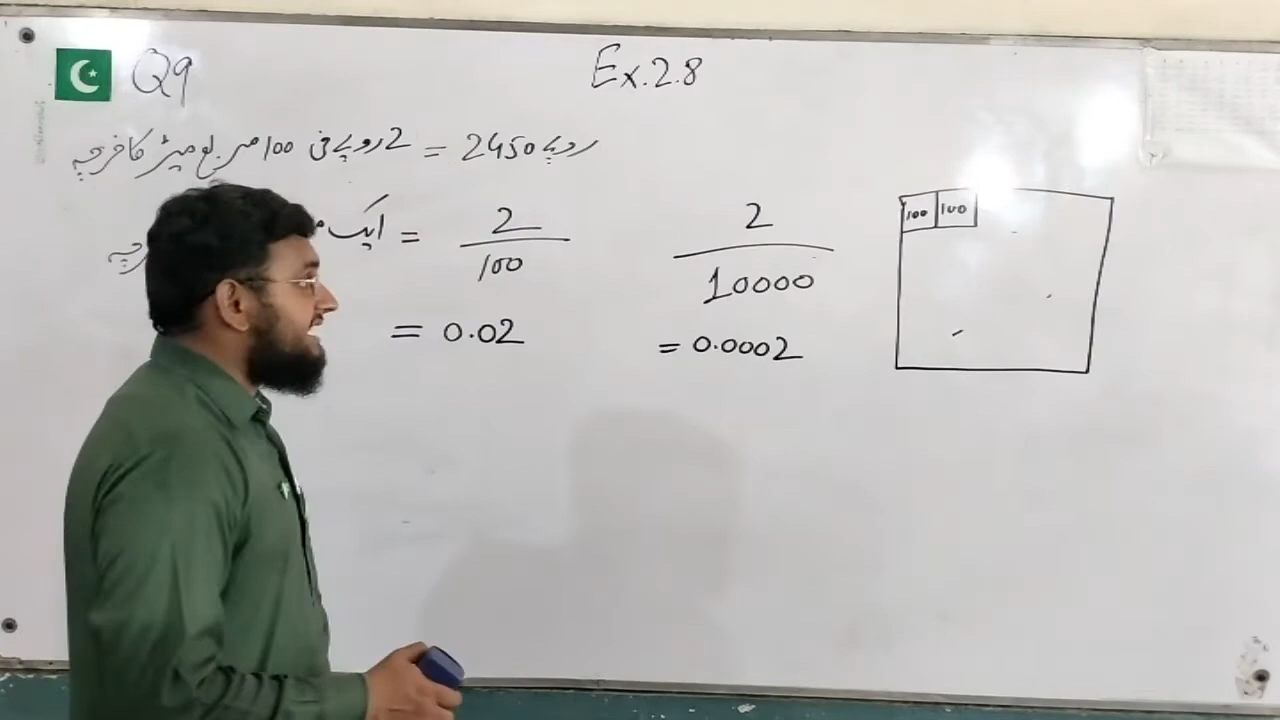 Q9
Ex.2.8
2 روپے فی 100 مربع میٹر کا خرچہ = 2450 روپے
ایک = 2/100
= 0.02
2/10000
= 0.0002
100 100